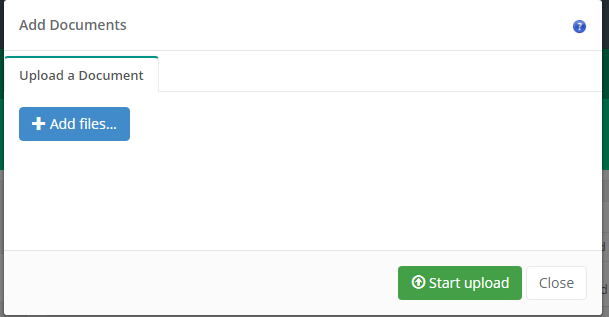 Add Documents
Upload a Document
Add files...
Start upload
Close